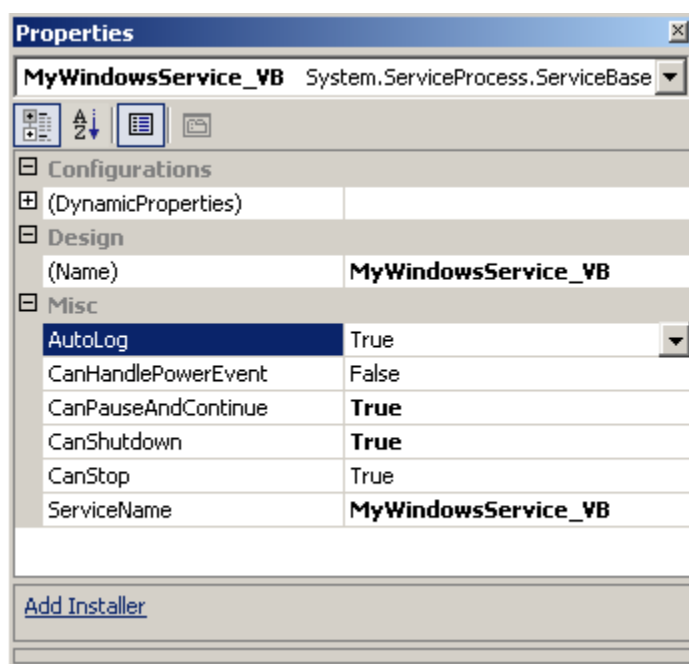 Properties
MyWindowsService_VB System.ServiceProcess.ServiceBase
A
Z
Configurations
(DynamicProperties)
Design
(Name) MyWindowsService_VB
Misc
AutoLog True
CanHandlePowerEvent False
CanPauseAndContinue True
CanShutdown True
CanStop True
ServiceName MyWindowsService_VB
Add Installer